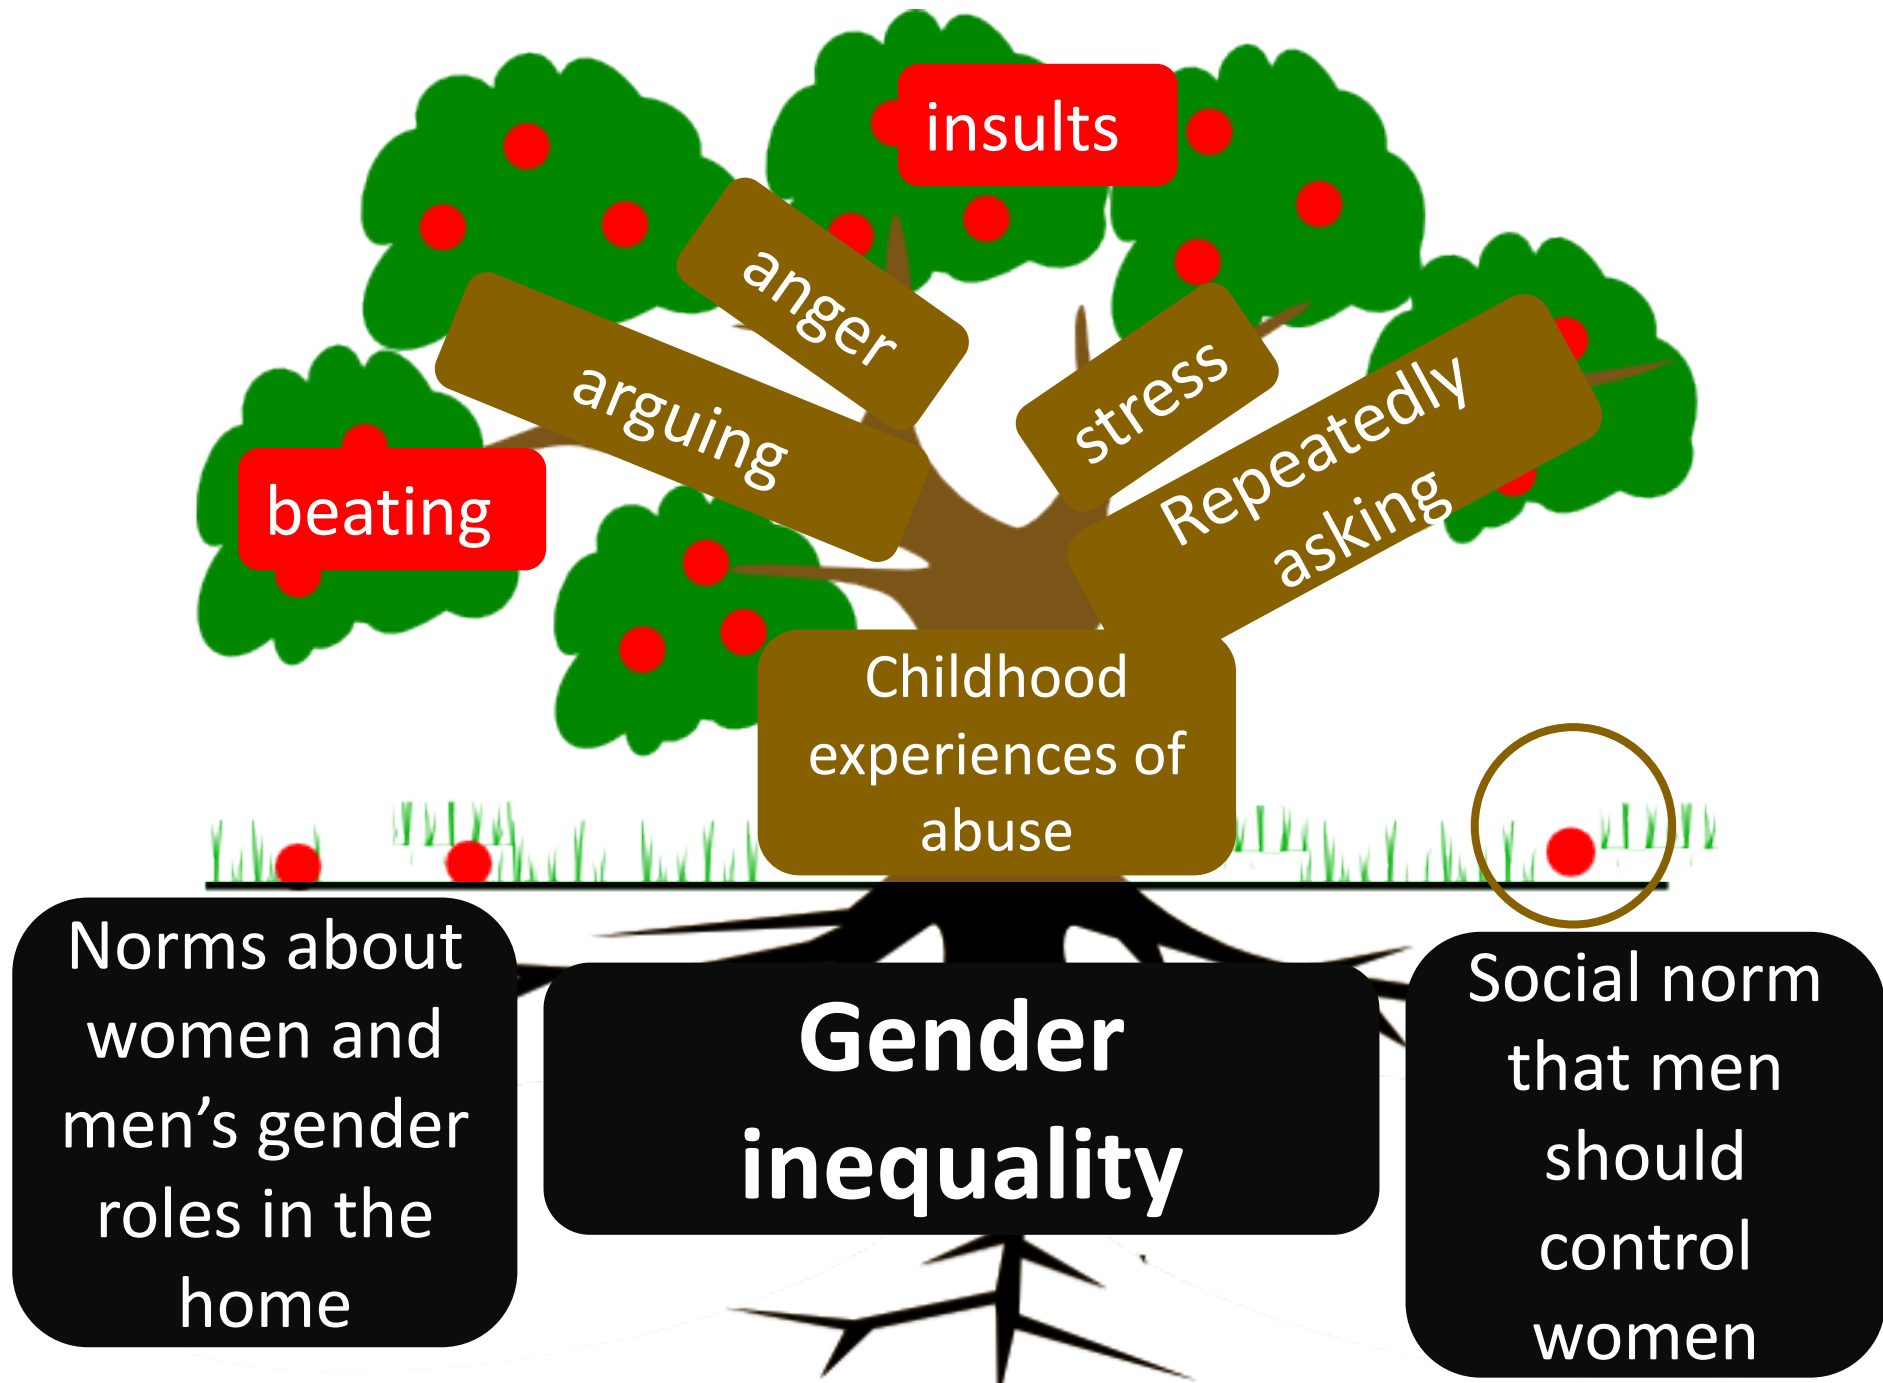 insults
anger
arguing
stress
Repeatedly
asking
beating
Childhood
experiences of
abuse
Norms about
women and
men’s gender
roles in the
home
Gender
inequality
Social norm
that men
should
control
women